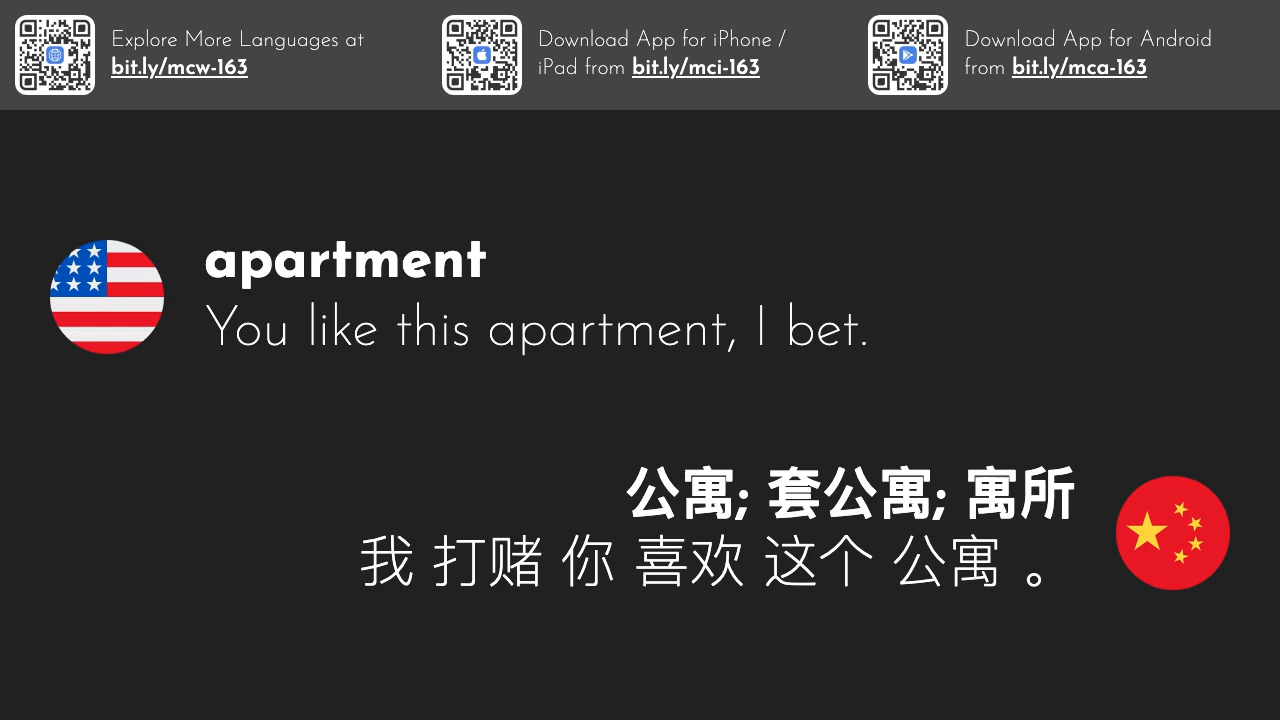 Explore More Languages at
bit.ly/mcw-163
Download App for iPhone /
iPad from bit.ly/mci-163
Download App for Android
from bit.ly/mca-163
apartment
You like this apartment, I bet.
公寓; 套公寓; 寓所
我 打赌 你 喜欢 这个 公寓 。